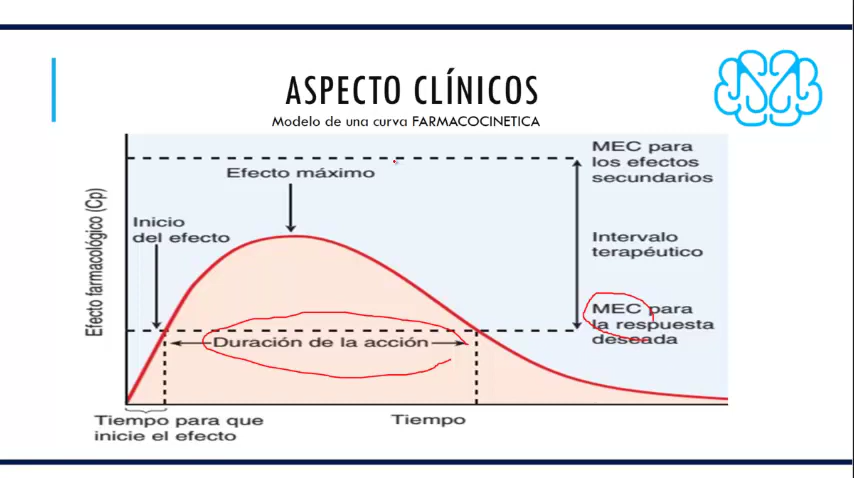 ASPECTO CLÍNICOS
Modelo de una curva FARMACOCINETICA
MEC para
los efectos
secundarios
Efecto máximo
Inicio
del efecto
Efecto farmacológico (Cp)
Intervalo
terapéutico
MEC para
la respuesta
deseada
Duración de la acción
Tiempo para que
inicie el efecto
Tiempo